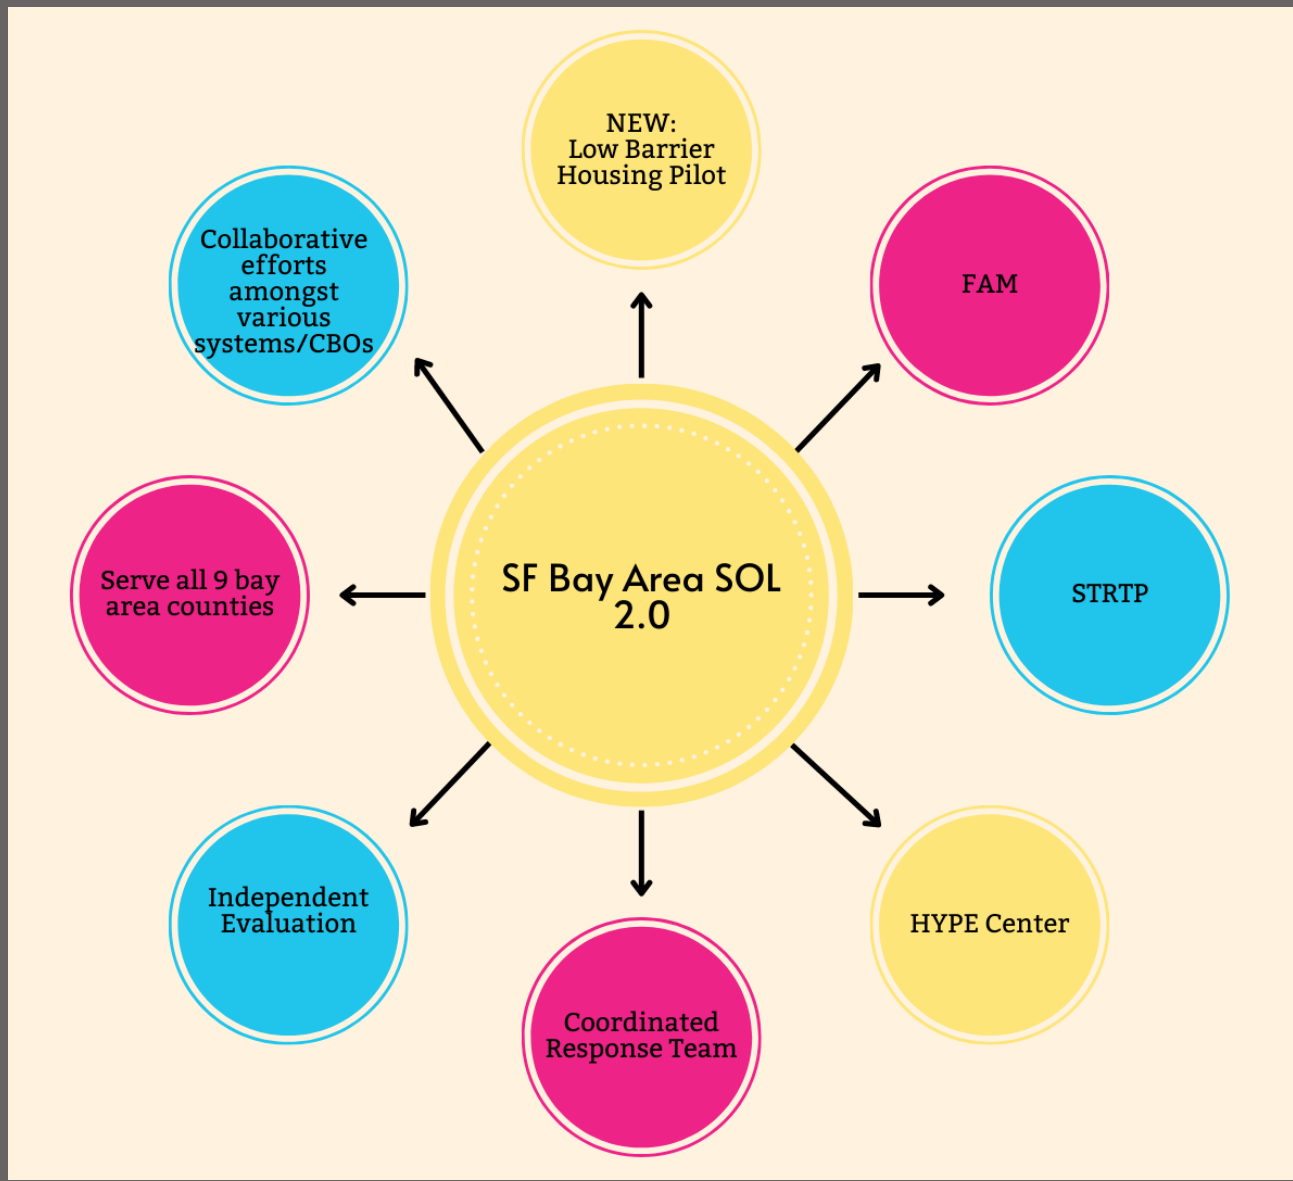 NEW:
Low Barrier
Housing Pilot
Collaborative
efforts
amongst
various
systems/CBOs
FAM
SF Bay Area SOL
2.0
Serve all 9 bay
area counties
STRTP
Independent
Evaluation
HYPE Center
Coordinated
Response Team